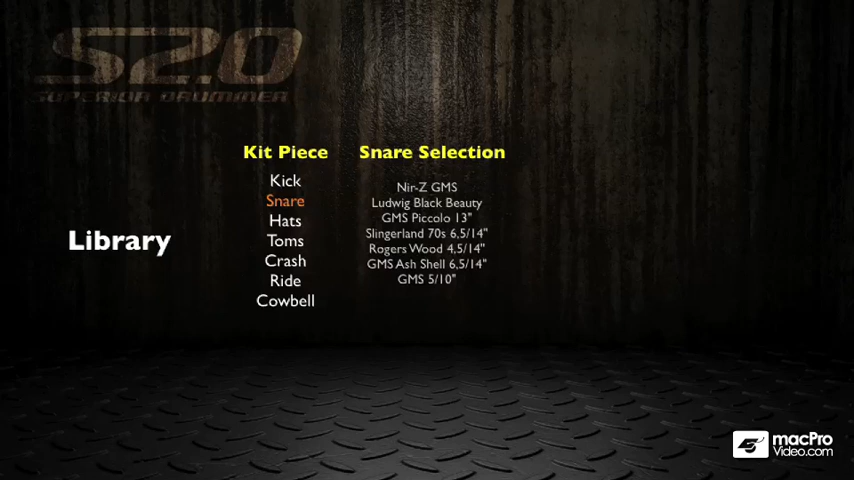 S2.0
SUPERIOR DRUMMER
Kit Piece
Snare Selection
Library
Kick
Snare
Hats
Toms
Crash
Ride
Cowbell
Nir-Z GMS
Ludwig Black Beauty
GMS Piccolo 13"
Slingerland 70s 6,5/14"
Rogers Wood 4,5/14"
GMS Ash Shell 6,5/14"
GMS 5/10"
macPro
Video.com